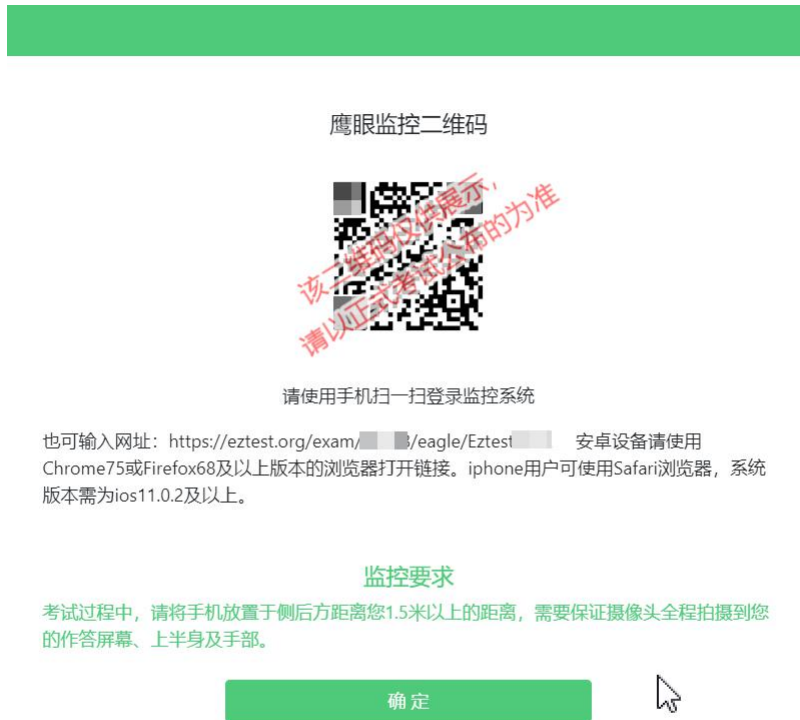 鹰眼监控二维码
该二维码仅供展示,
请以正式考试公布的为准
请使用手机扫一扫登录监控系统
也可输入网址：https://eztest.org/exam/ /eagle/Eztest 安卓设备请使用
Chrome75或Firefox68及以上版本的浏览器打开链接。iphone用户可使用Safari浏览器，系统
版本需为ios11.0.2及以上。
监控要求
考试过程中，请将手机放置于侧后方距离您1.5米以上的距离，需要保证摄像头全程拍摄到您
的作答屏幕、上半身及手部。
确 定